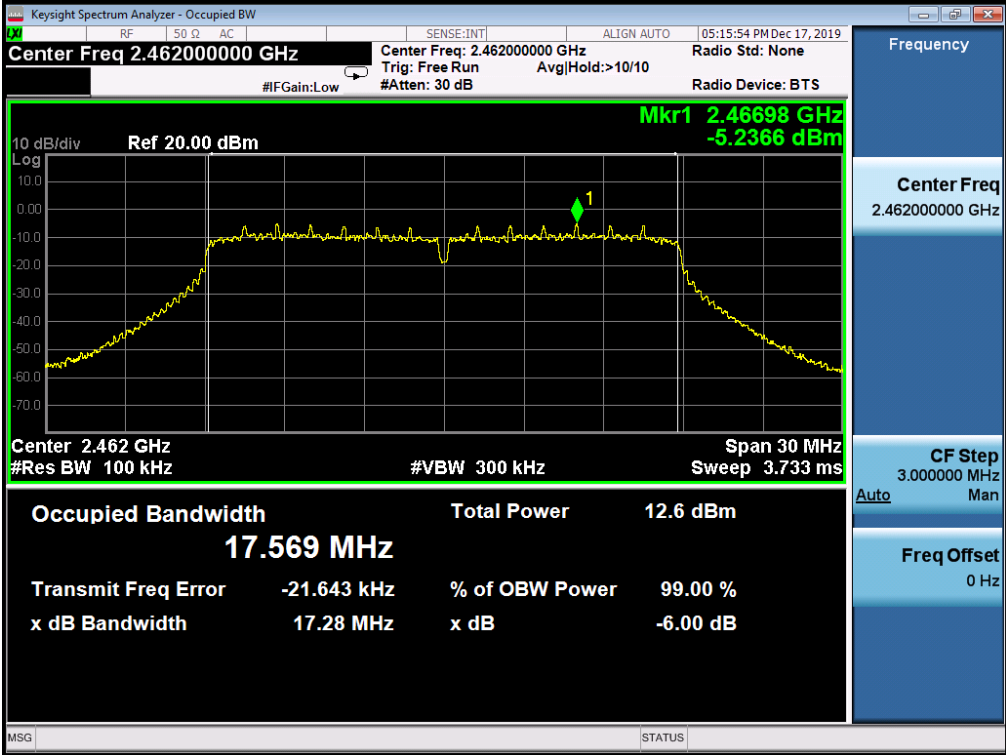 Keysight Spectrum Analyzer - Occupied BW
LXI
RF 50 Ω AC SENSE:INT ALIGN AUTO 05:15:54 PM Dec 17, 2019
Center Freq 2.462000000 GHz
Center Freq: 2.462000000 GHz Radio Std: None
Trig: Free Run Avg|Hold:>10/10
#IFGain:Low #Atten: 30 dB Radio Device: BTS
Mkr1 2.46698 GHz
-5.2366 dBm
10 dB/div Ref 20.00 dBm
Log
10.0
0.00
-10.0
-20.0
-30.0
-40.0
-50.0
-60.0
-70.0
1
Center 2.462 GHz Span 30 MHz
#Res BW 100 kHz #VBW 300 kHz Sweep 3.733 ms
Occupied Bandwidth Total Power 12.6 dBm
17.569 MHz
Transmit Freq Error -21.643 kHz % of OBW Power 99.00 %
x dB Bandwidth 17.28 MHz x dB -6.00 dB
MSG STATUS
Frequency
Center Freq
2.462000000 GHz
CF Step
3.000000 MHz
Auto Man
Freq Offset
0 Hz